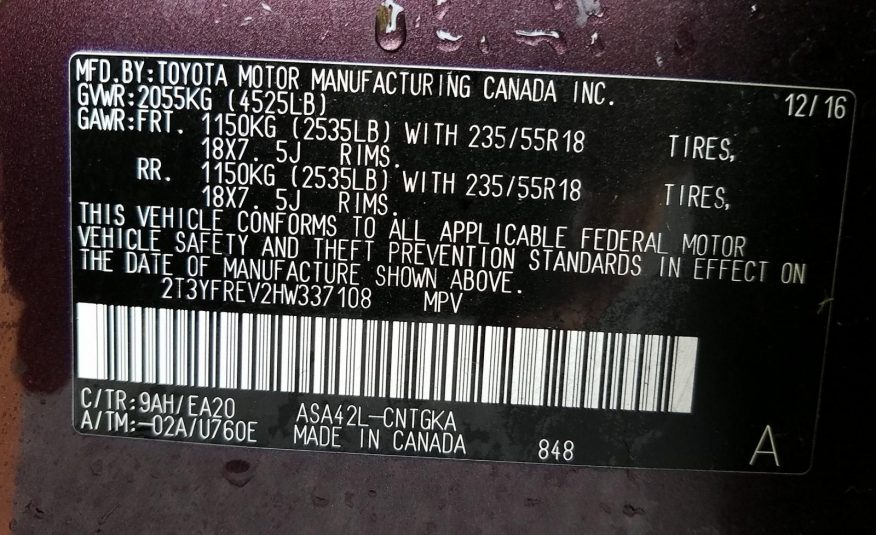 MFD.BY:TOYOTA MOTOR MANUFACTURING CANADA INC. 12/16
GVWR:2055KG (4525LB)
GAWR:FRT. 1150KG (2535LB) WITH 235/55R18 TIRES,
18X7. 5J RIMS.
RR. 1150KG (2535LB) WITH 235/55R18 TIRES,
18X7. 5J RIMS.
THIS VEHICLE CONFORMS TO ALL APPLICABLE FEDERAL MOTOR
VEHICLE SAFETY AND THEFT PREVENTION STANDARDS IN EFFECT ON
THE DATE OF MANUFACTURE SHOWN ABOVE.
2T3YFREV2HW337108 MPV
C/TR:9AH/EA20 ASA42L-CNTGKA
A/TM:-02A/U760E MADE IN CANADA 848 A